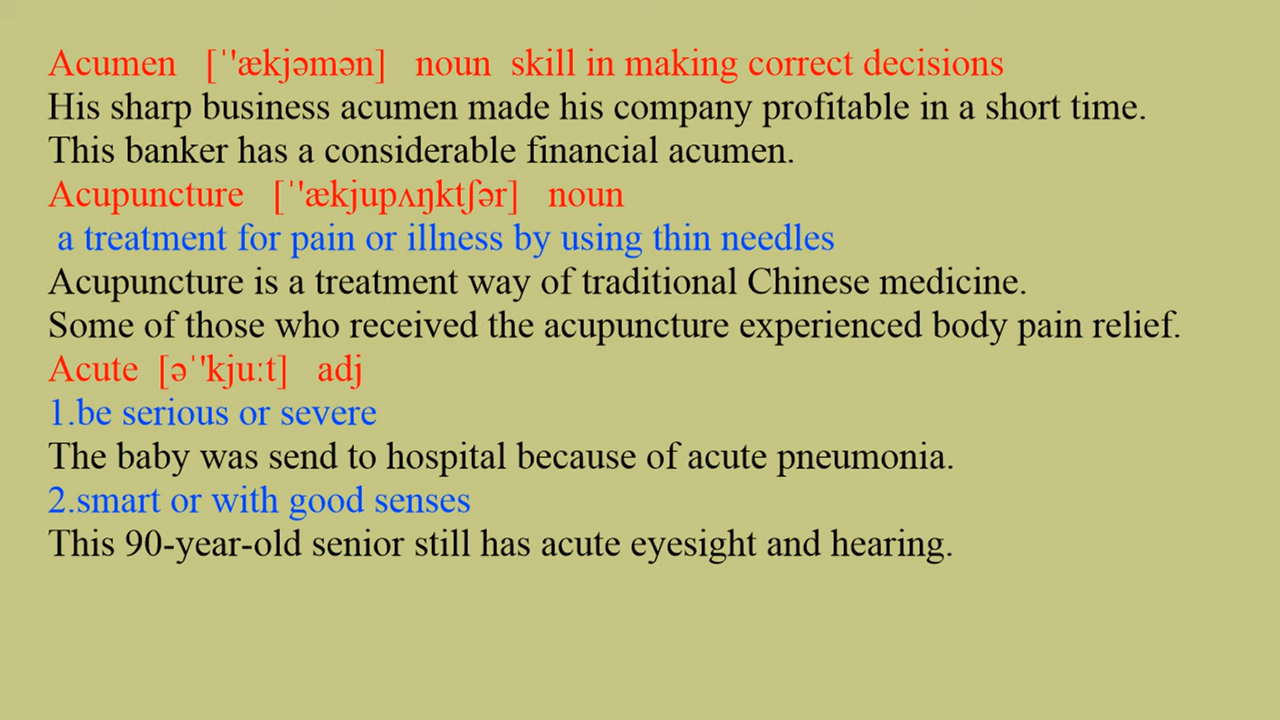 Acumen [ˈ'ækjəmən] noun skill in making correct decisions
His sharp business acumen made his company profitable in a short time.
This banker has a considerable financial acumen.
Acupuncture [ˈ'ækjupʌŋktʃər] noun
a treatment for pain or illness by using thin needles
Acupuncture is a treatment way of traditional Chinese medicine.
Some of those who received the acupuncture experienced body pain relief.
Acute [əˈ'kjuːt] adj
1.be serious or severe
The baby was send to hospital because of acute pneumonia.
2.smart or with good senses
This 90-year-old senior still has acute eyesight and hearing.